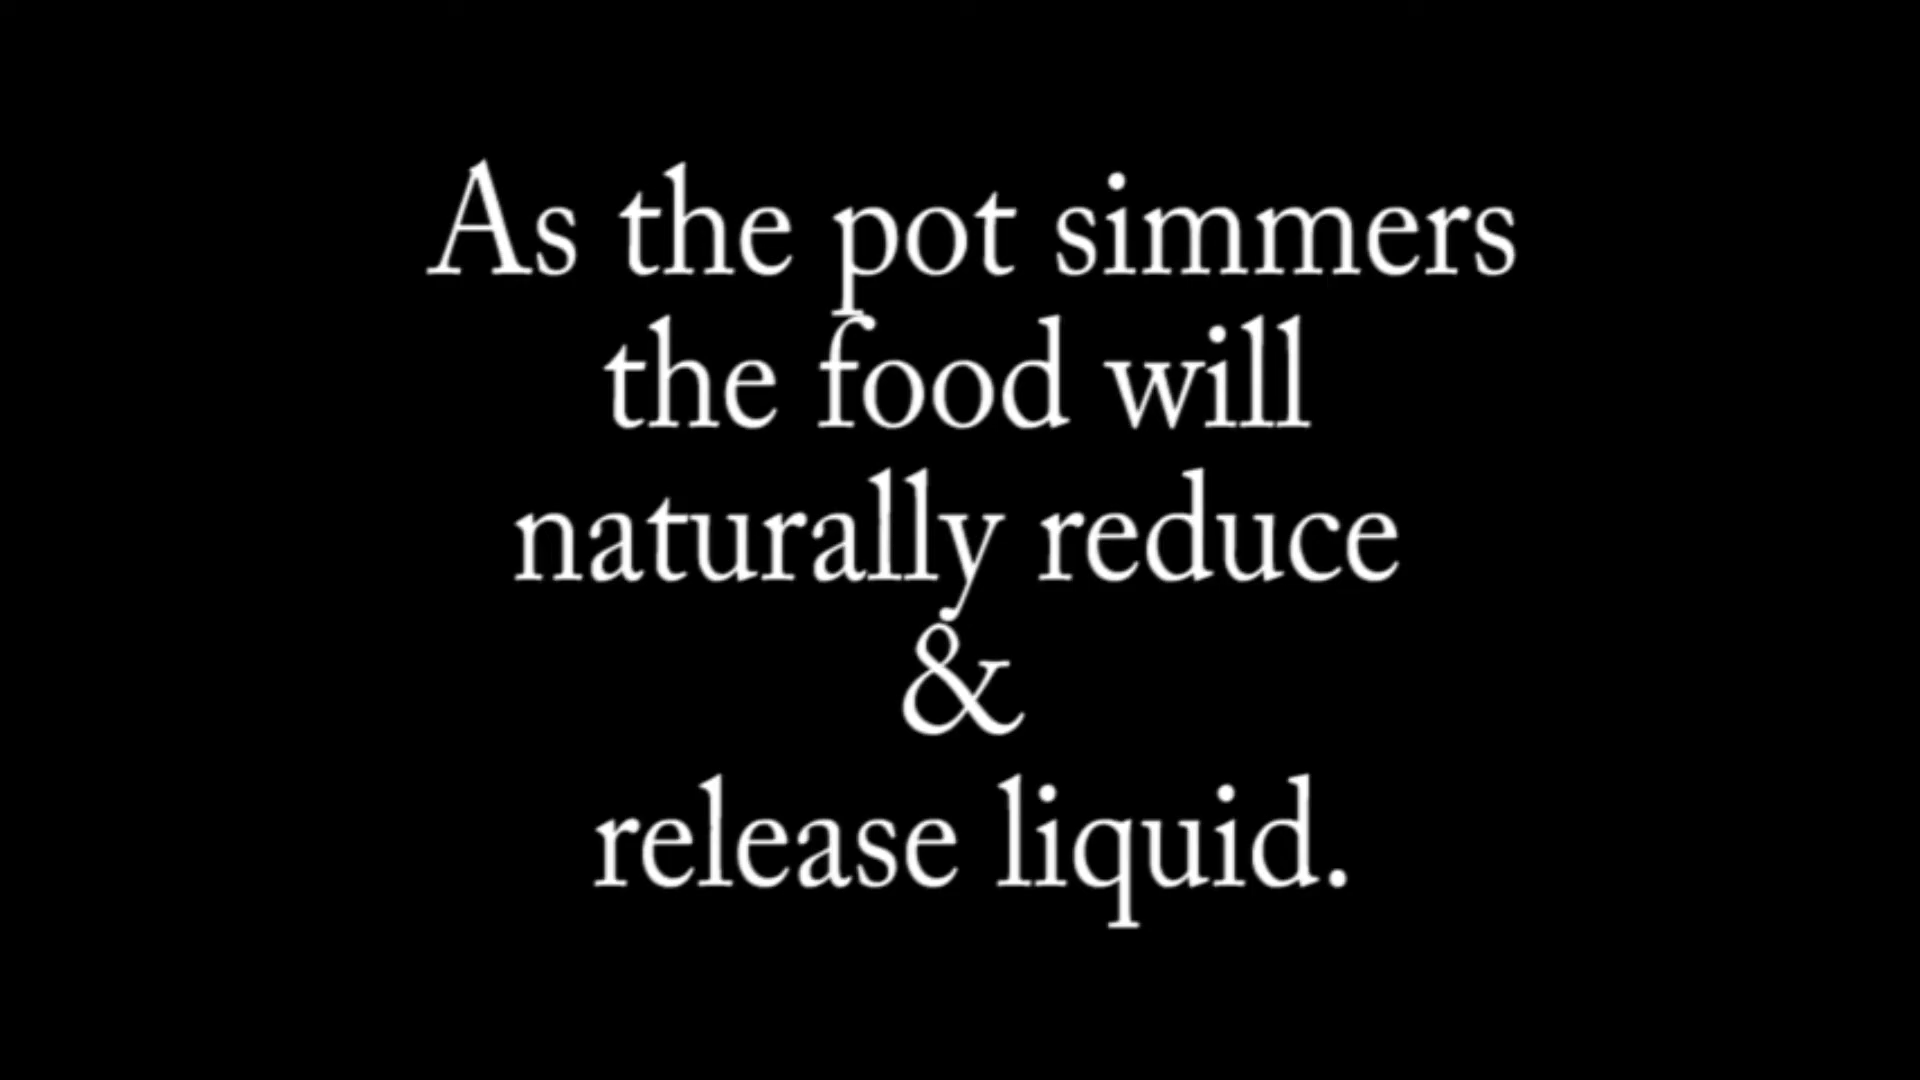 As the pot simmers
the food will
naturally reduce
&
release liquid.